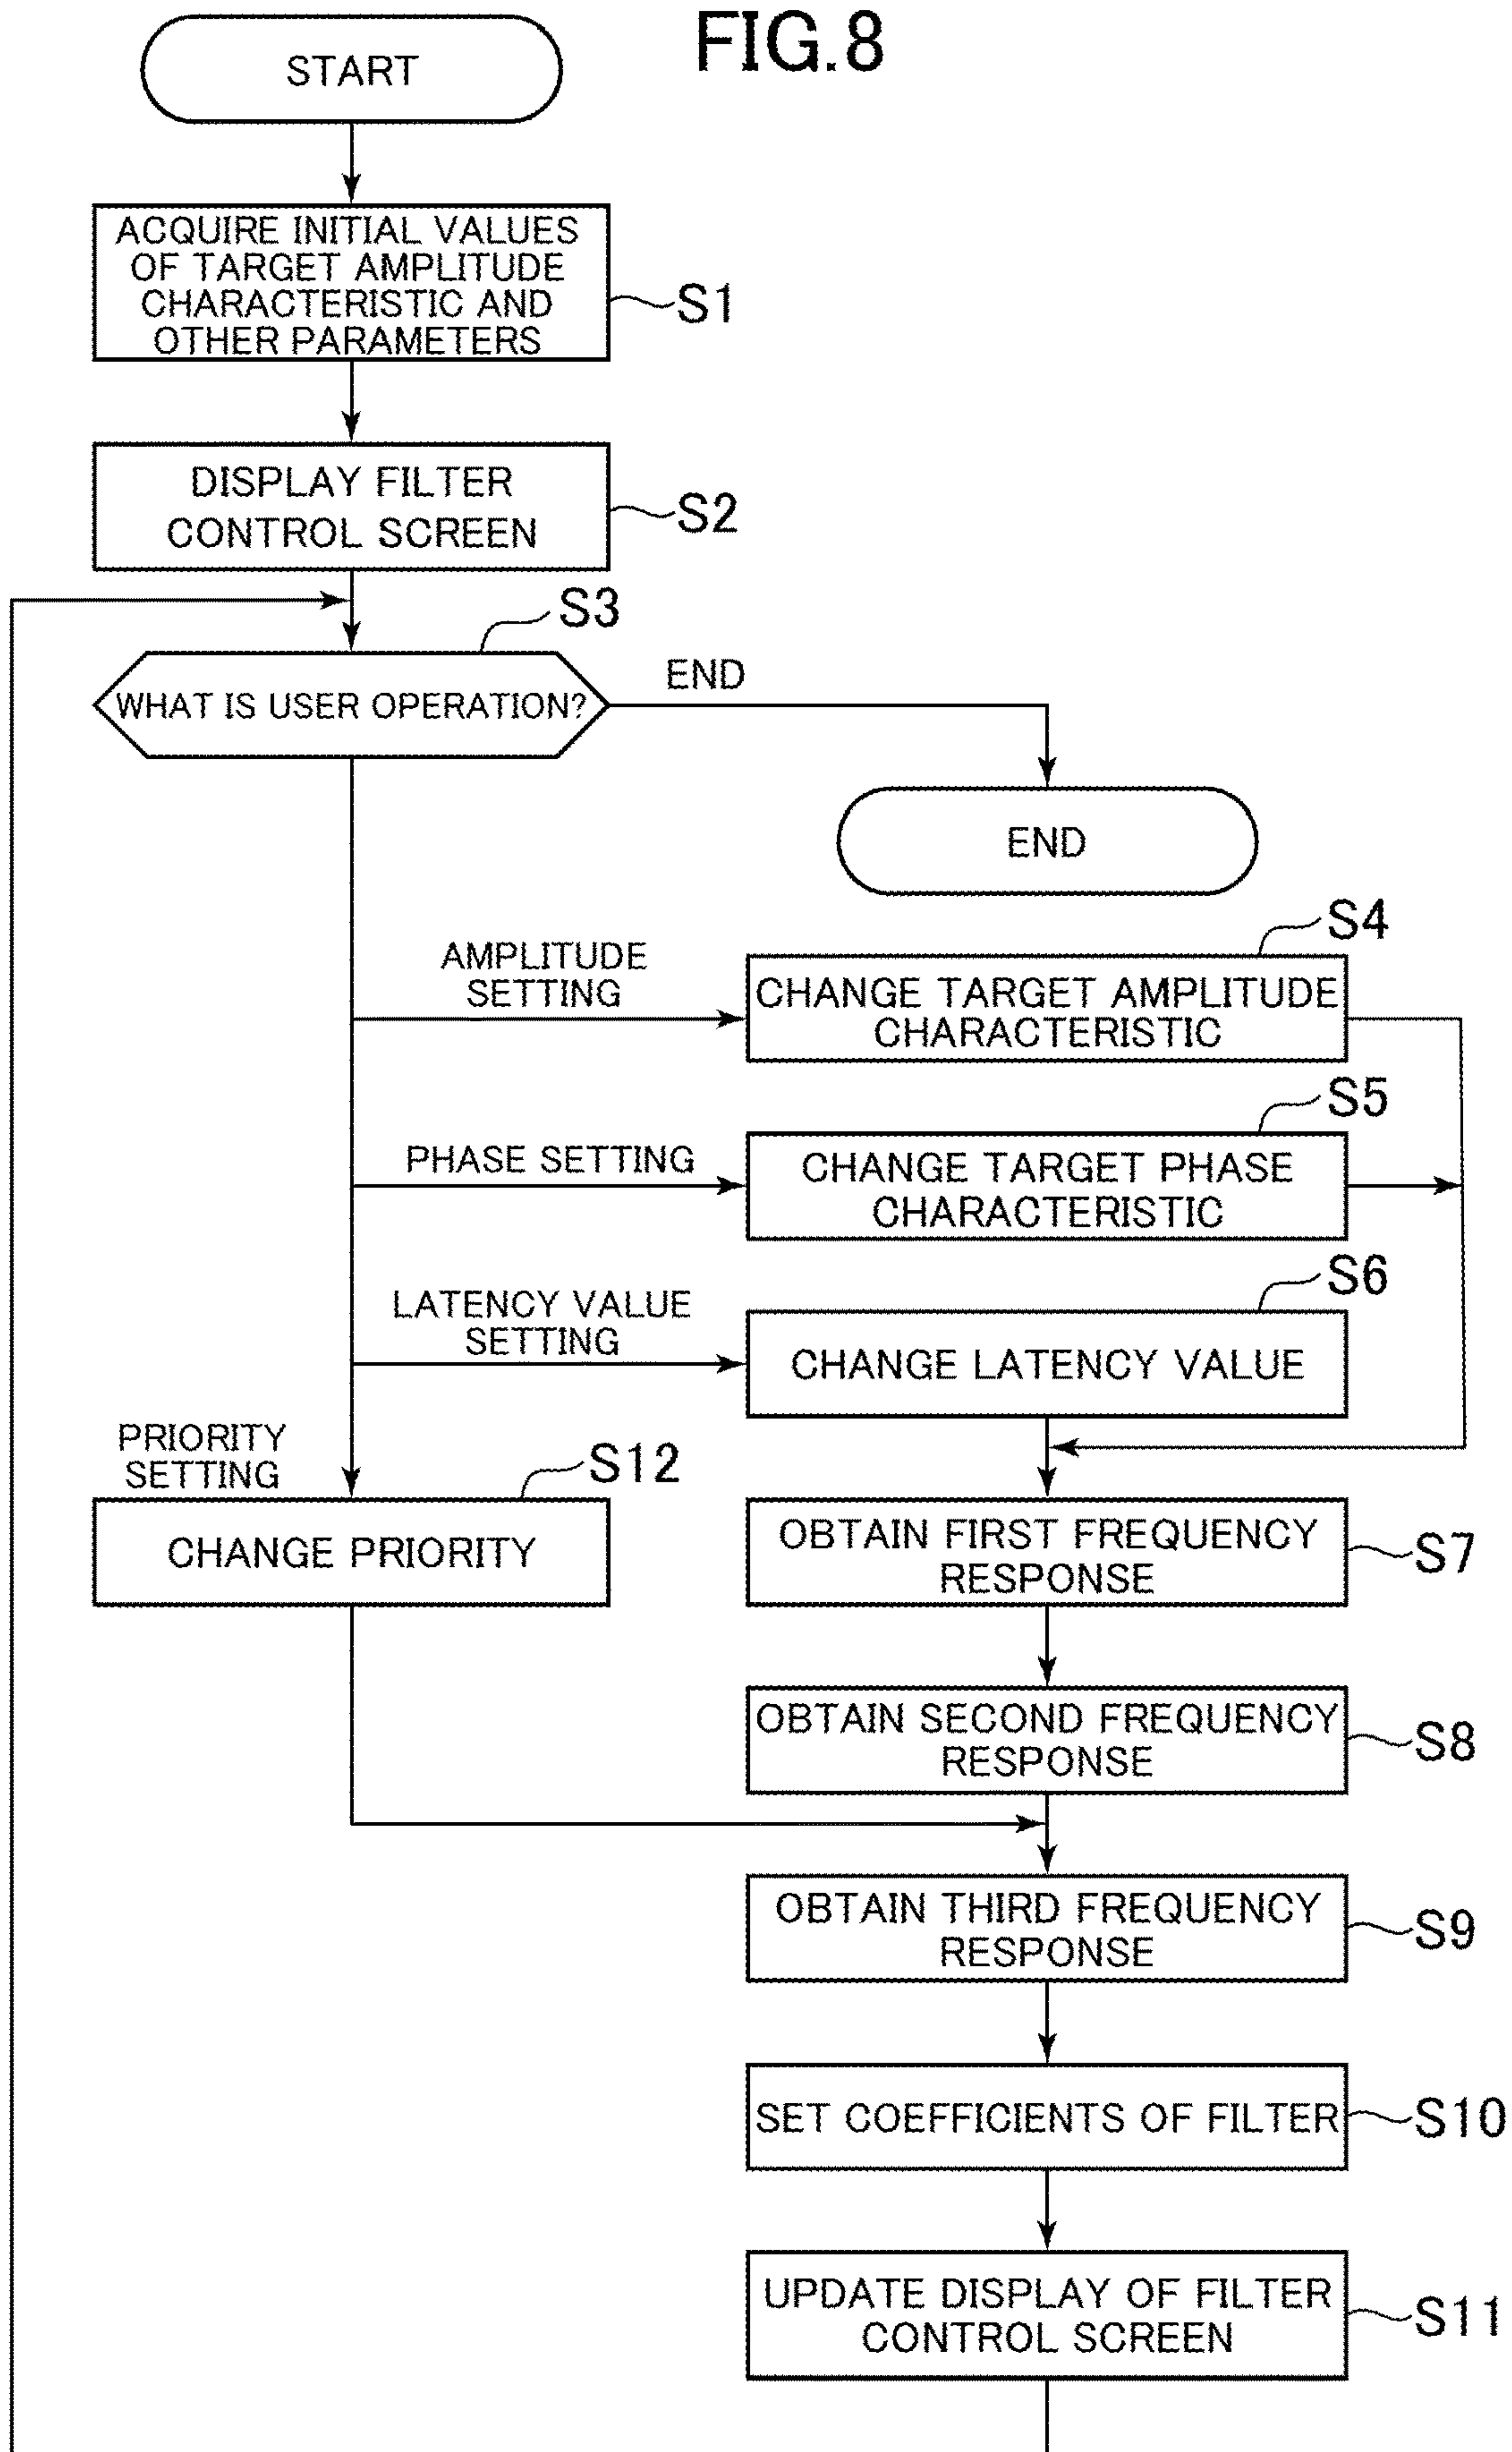 FIG.8
START
ACQUIRE INITIAL VALUES
OF TARGET AMPLITUDE
CHARACTERISTIC AND
OTHER PARAMETERS
S1
DISPLAY FILTER
CONTROL SCREEN
S2
S3
WHAT IS USER OPERATION?
END
END
AMPLITUDE
SETTING
S4
CHANGE TARGET AMPLITUDE
CHARACTERISTIC
PHASE SETTING
S5
CHANGE TARGET PHASE
CHARACTERISTIC
LATENCY VALUE
SETTING
S6
CHANGE LATENCY VALUE
PRIORITY
SETTING
S12
CHANGE PRIORITY
OBTAIN FIRST FREQUENCY
RESPONSE
S7
OBTAIN SECOND FREQUENCY
RESPONSE
S8
OBTAIN THIRD FREQUENCY
RESPONSE
S9
SET COEFFICIENTS OF FILTER
S10
UPDATE DISPLAY OF FILTER
CONTROL SCREEN
S11